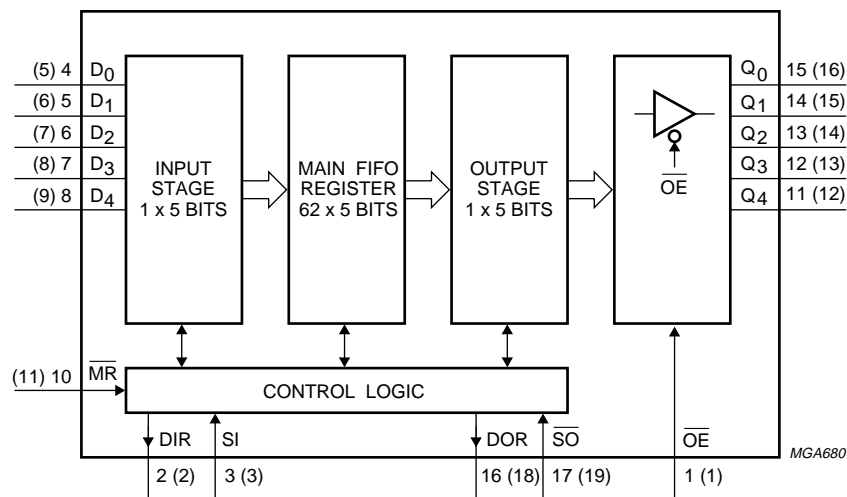 (5) 4 D0
(6) 5 D1
(7) 6 D2
(8) 7 D3
(9) 8 D4
INPUT
STAGE
1 x 5 BITS
MAIN FIFO
REGISTER
62 x 5 BITS
OUTPUT
STAGE
1 x 5 BITS
OE
Q0 15 (16)
Q1 14 (15)
Q2 13 (14)
Q3 12 (13)
Q4 11 (12)
(11) 10 MR
CONTROL LOGIC
DIR SI DOR SO OE
2 (2) 3 (3) 16 (18) 17 (19) 1 (1)
MGA680